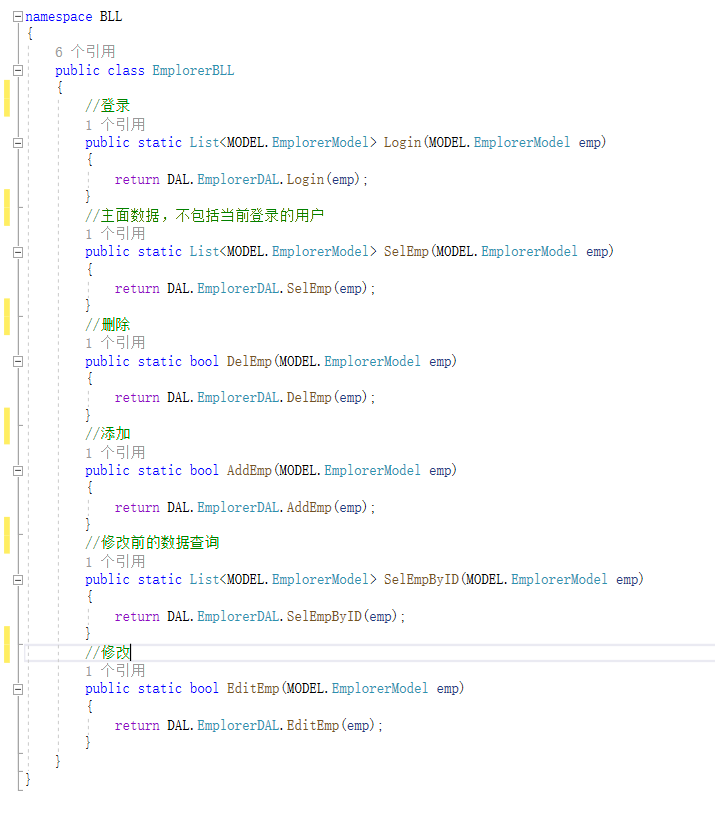 namespace BLL
{
6 个引用
public class EmplorerBLL
{
//登录
1 个引用
public static List<MODEL.EmplorerModel> Login(MODEL.EmplorerModel emp)
{
return DAL.EmplorerDAL.Login(emp);
}
//主面数据，不包括当前登录的用户
1 个引用
public static List<MODEL.EmplorerModel> SelEmp(MODEL.EmplorerModel emp)
{
return DAL.EmplorerDAL.SelEmp(emp);
}
//删除
1 个引用
public static bool DelEmp(MODEL.EmplorerModel emp)
{
return DAL.EmplorerDAL.DelEmp(emp);
}
//添加
1 个引用
public static bool AddEmp(MODEL.EmplorerModel emp)
{
return DAL.EmplorerDAL.AddEmp(emp);
}
//修改前的数据查询
1 个引用
public static List<MODEL.EmplorerModel> SelEmpByID(MODEL.EmplorerModel emp)
{
return DAL.EmplorerDAL.SelEmpByID(emp);
}
//修改
1 个引用
public static bool EditEmp(MODEL.EmplorerModel emp)
{
return DAL.EmplorerDAL.EditEmp(emp);
}
}
}